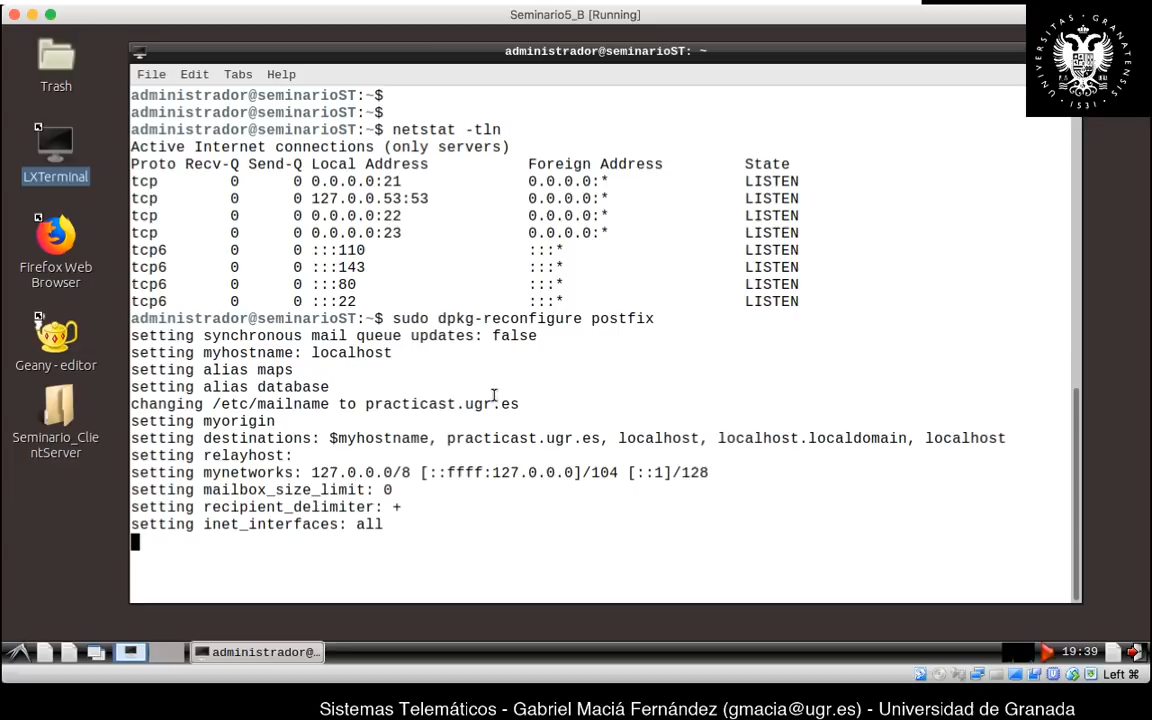 Seminario5_B [Running]
administrador@seminarioST: ~
UNIVERSITAS GRANATENSIS
1531
Trash
LXTerminal
Firefox Web
Browser
Geany - editor
Seminario_Clie
ntServer
File Edit Tabs Help
administrador@seminarioST:~$
administrador@seminarioST:~$
administrador@seminarioST:~$ netstat -tln
Active Internet connections (only servers)
Proto Recv-Q Send-Q Local Address Foreign Address State
tcp 0 0 0.0.0.0:21 0.0.0.0:* LISTEN
tcp 0 0 127.0.0.53:53 0.0.0.0:* LISTEN
tcp 0 0 0.0.0.0:22 0.0.0.0:* LISTEN
tcp 0 0 0.0.0.0:23 0.0.0.0:* LISTEN
tcp6 0 0 :::110 :::* LISTEN
tcp6 0 0 :::143 :::* LISTEN
tcp6 0 0 :::80 :::* LISTEN
tcp6 0 0 :::22 :::* LISTEN
administrador@seminarioST:~$ sudo dpkg-reconfigure postfix
setting synchronous mail queue updates: false
setting myhostname: localhost
setting alias maps
setting alias database
changing /etc/mailname to practicast.ugr.es
setting myorigin
setting destinations: $myhostname, practicast.ugr.es, localhost, localhost.localdomain, localhost
setting relayhost:
setting mynetworks: 127.0.0.0/8 [::ffff:127.0.0.0]/104 [::1]/128
setting mailbox_size_limit: 0
setting recipient_delimiter: +
setting inet_interfaces: all
administrador@...
19:39
Left ⌘
Sistemas Telemáticos - Gabriel Maciá Fernández (gmacia@ugr.es) - Universidad de Granada